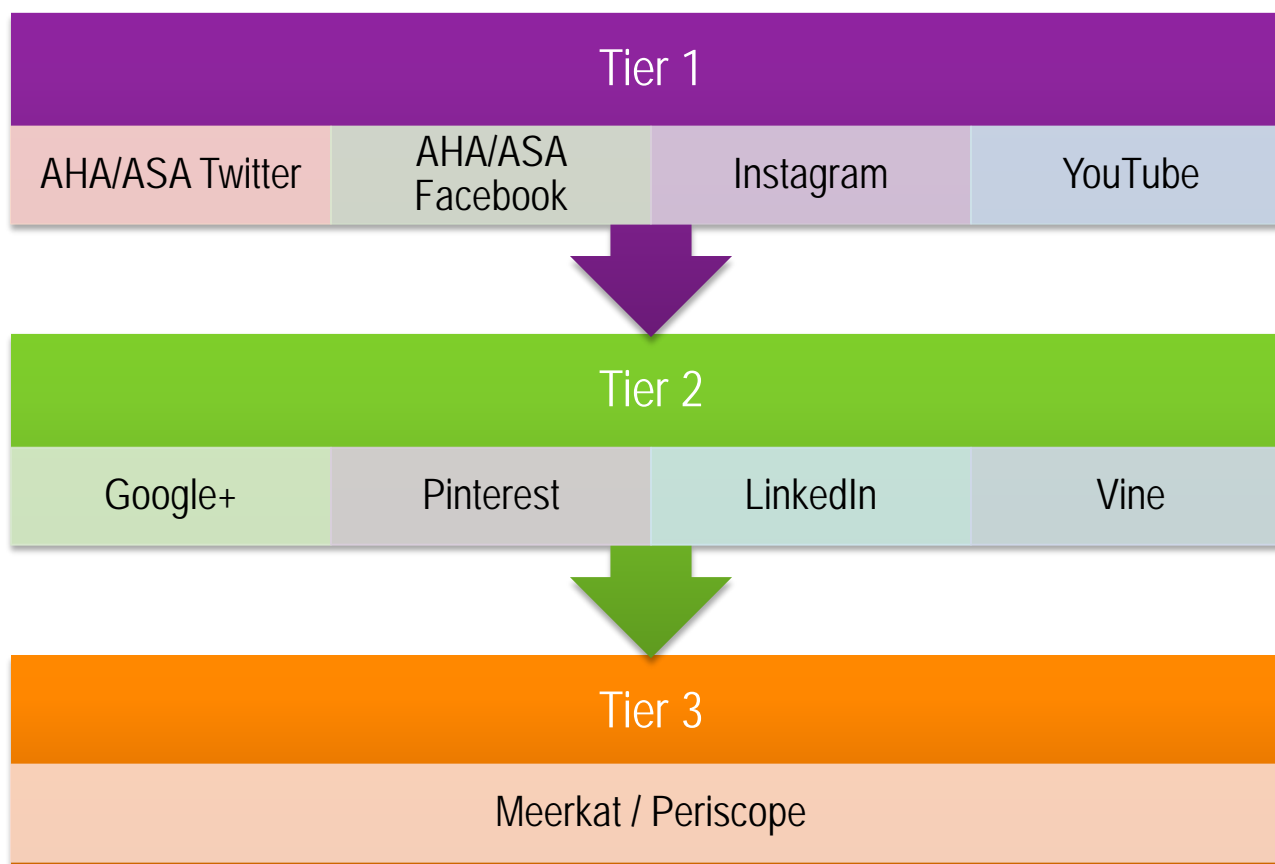 Tier 1
AHA/ASA Twitter
AHA/ASA
Facebook
Instagram
YouTube
Tier 2
Google+
Pinterest
LinkedIn
Vine
Tier 3
Meerkat / Periscope